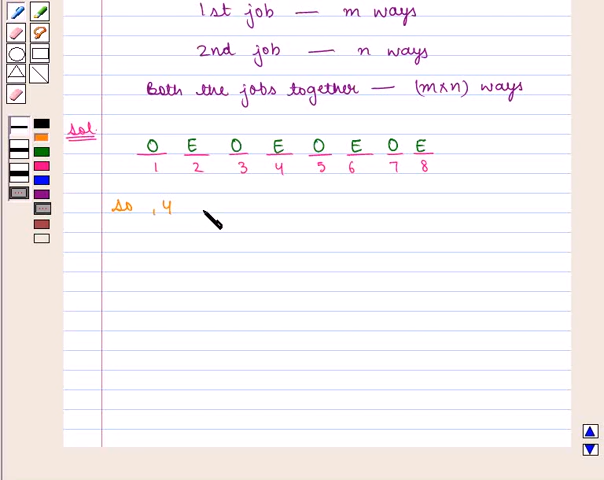 1st job — m ways
2nd job — n ways
Both the jobs together — (m×n) ways
Sol.
O E O E O E O E
1 2 3 4 5 6 7 8
So , 4